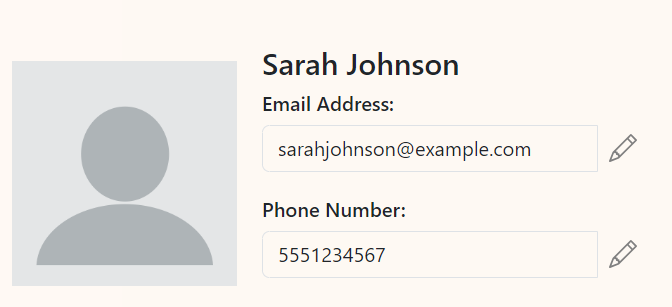 Sarah Johnson
Email Address:
sarahjohnson@example.com
Phone Number:
5551234567